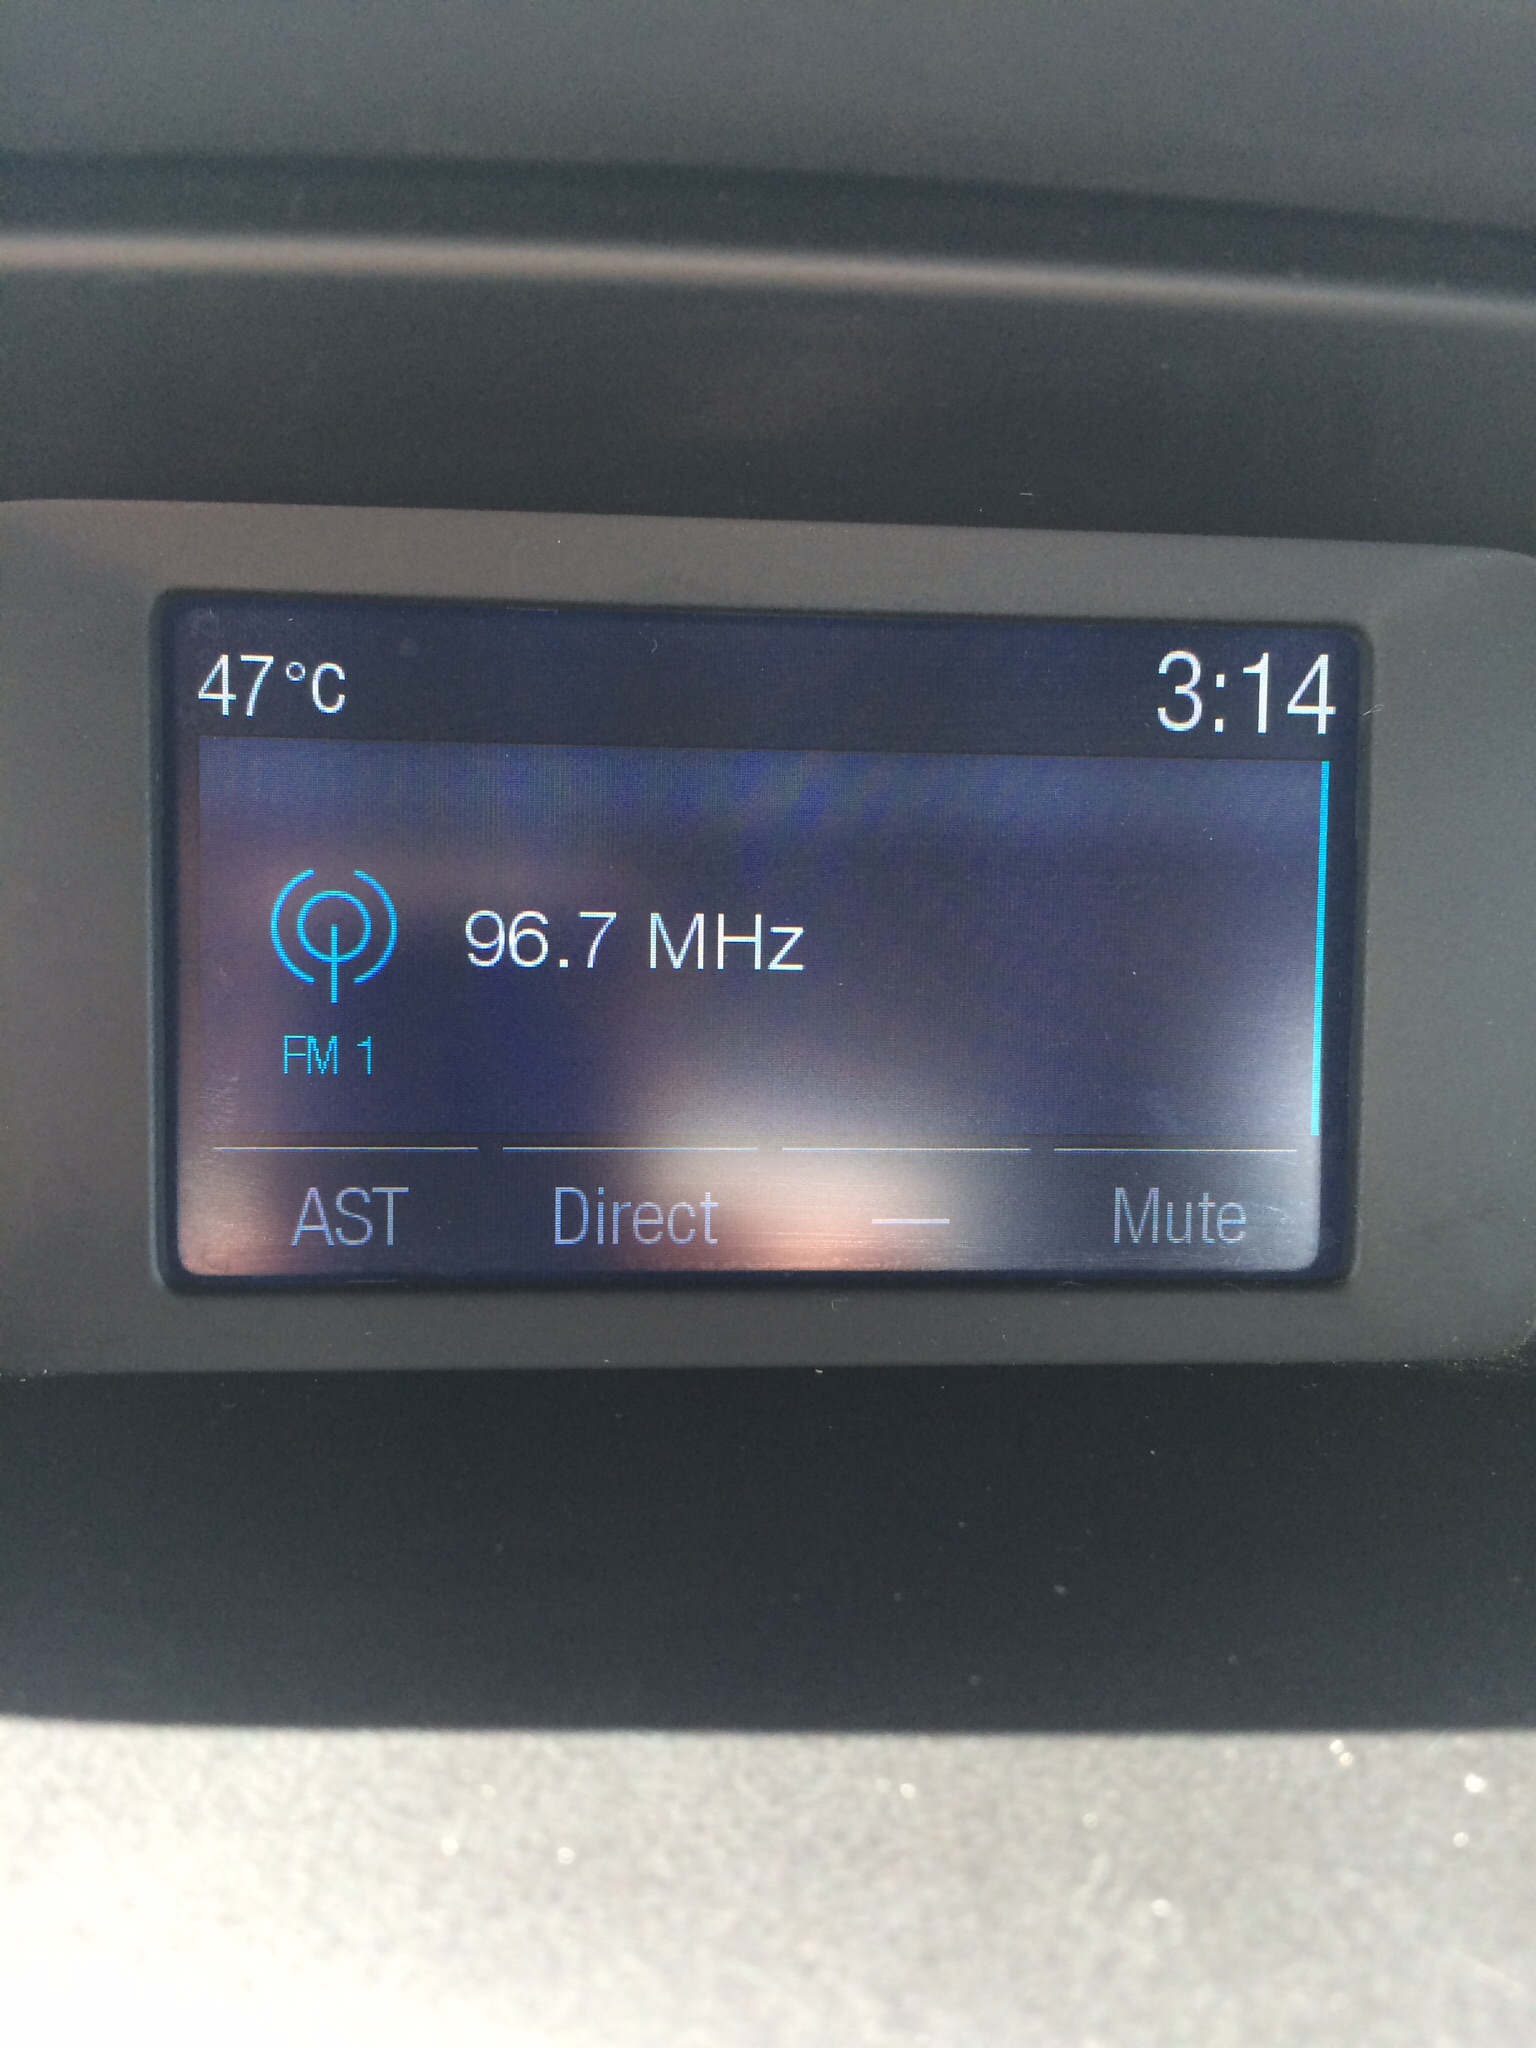 47°C 3:14
96.7 MHz
FM 1
AST Direct — Mute